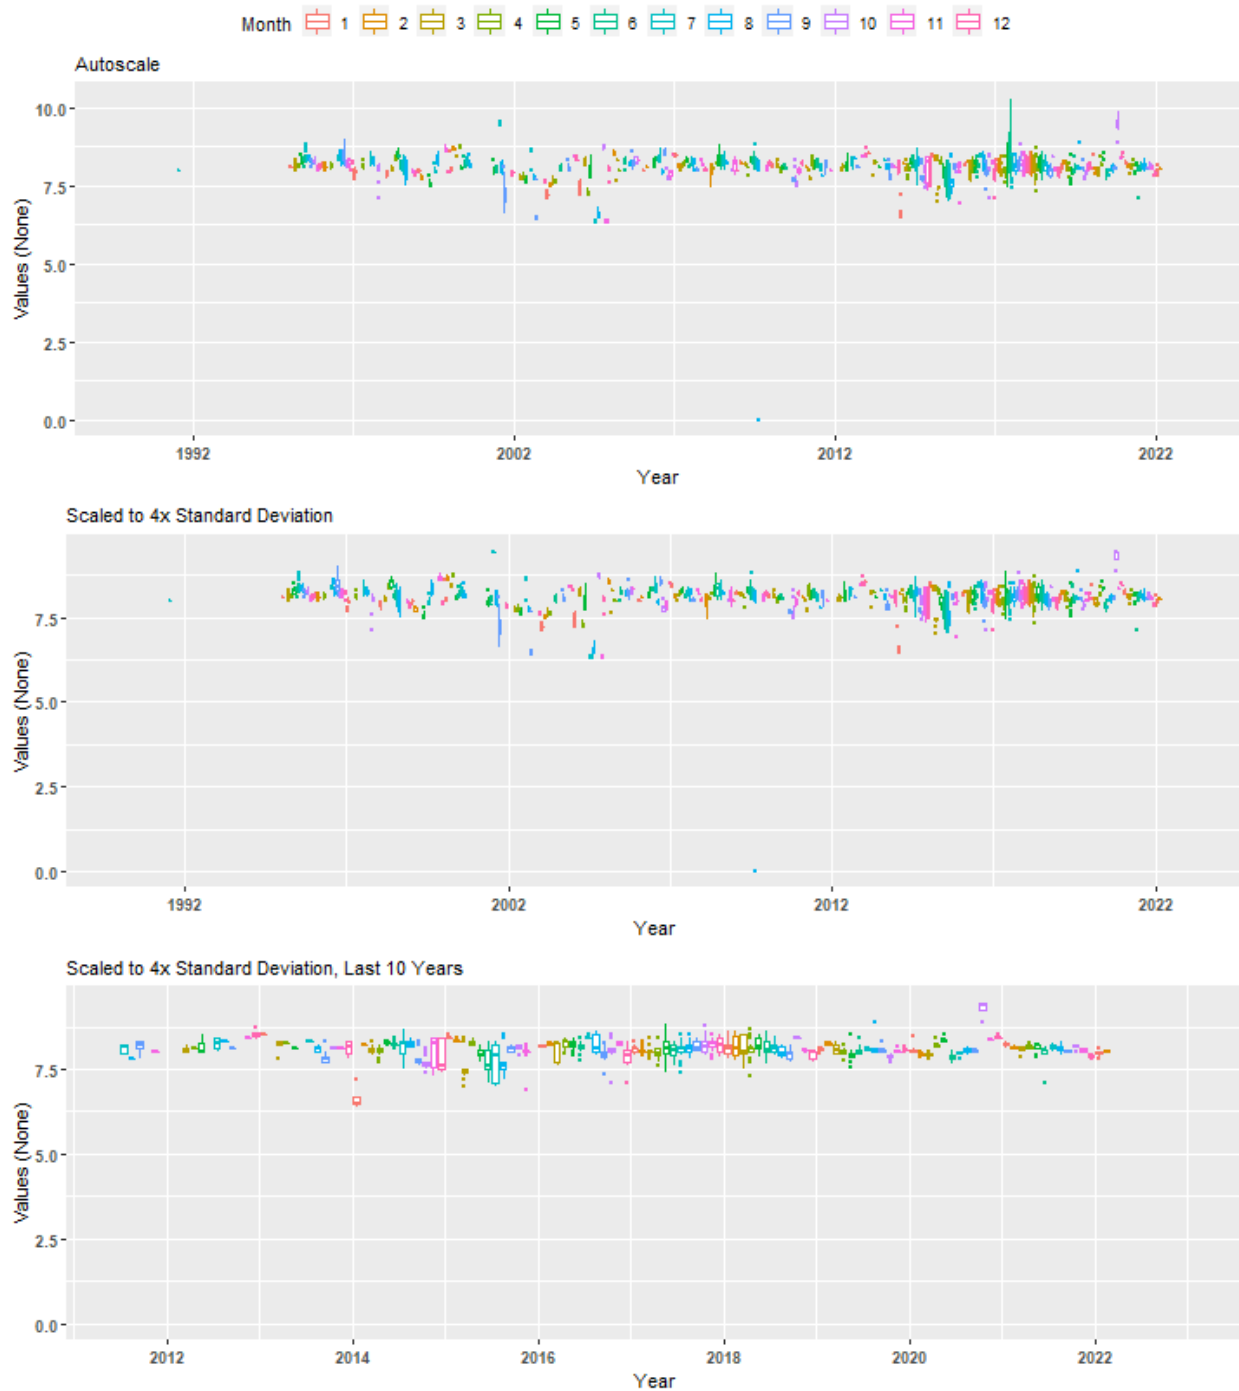 Month 1 2 3 4 5 6 7 8 9 10 11 12
Autoscale
10.0
7.5
5.0
2.5
0.0
Values (None)
1992 2002 2012 2022
Year
Scaled to 4x Standard Deviation
7.5
5.0
2.5
0.0
Values (None)
1992 2002 2012 2022
Year
Scaled to 4x Standard Deviation, Last 10 Years
7.5
5.0
2.5
0.0
Values (None)
2012 2014 2016 2018 2020 2022
Year